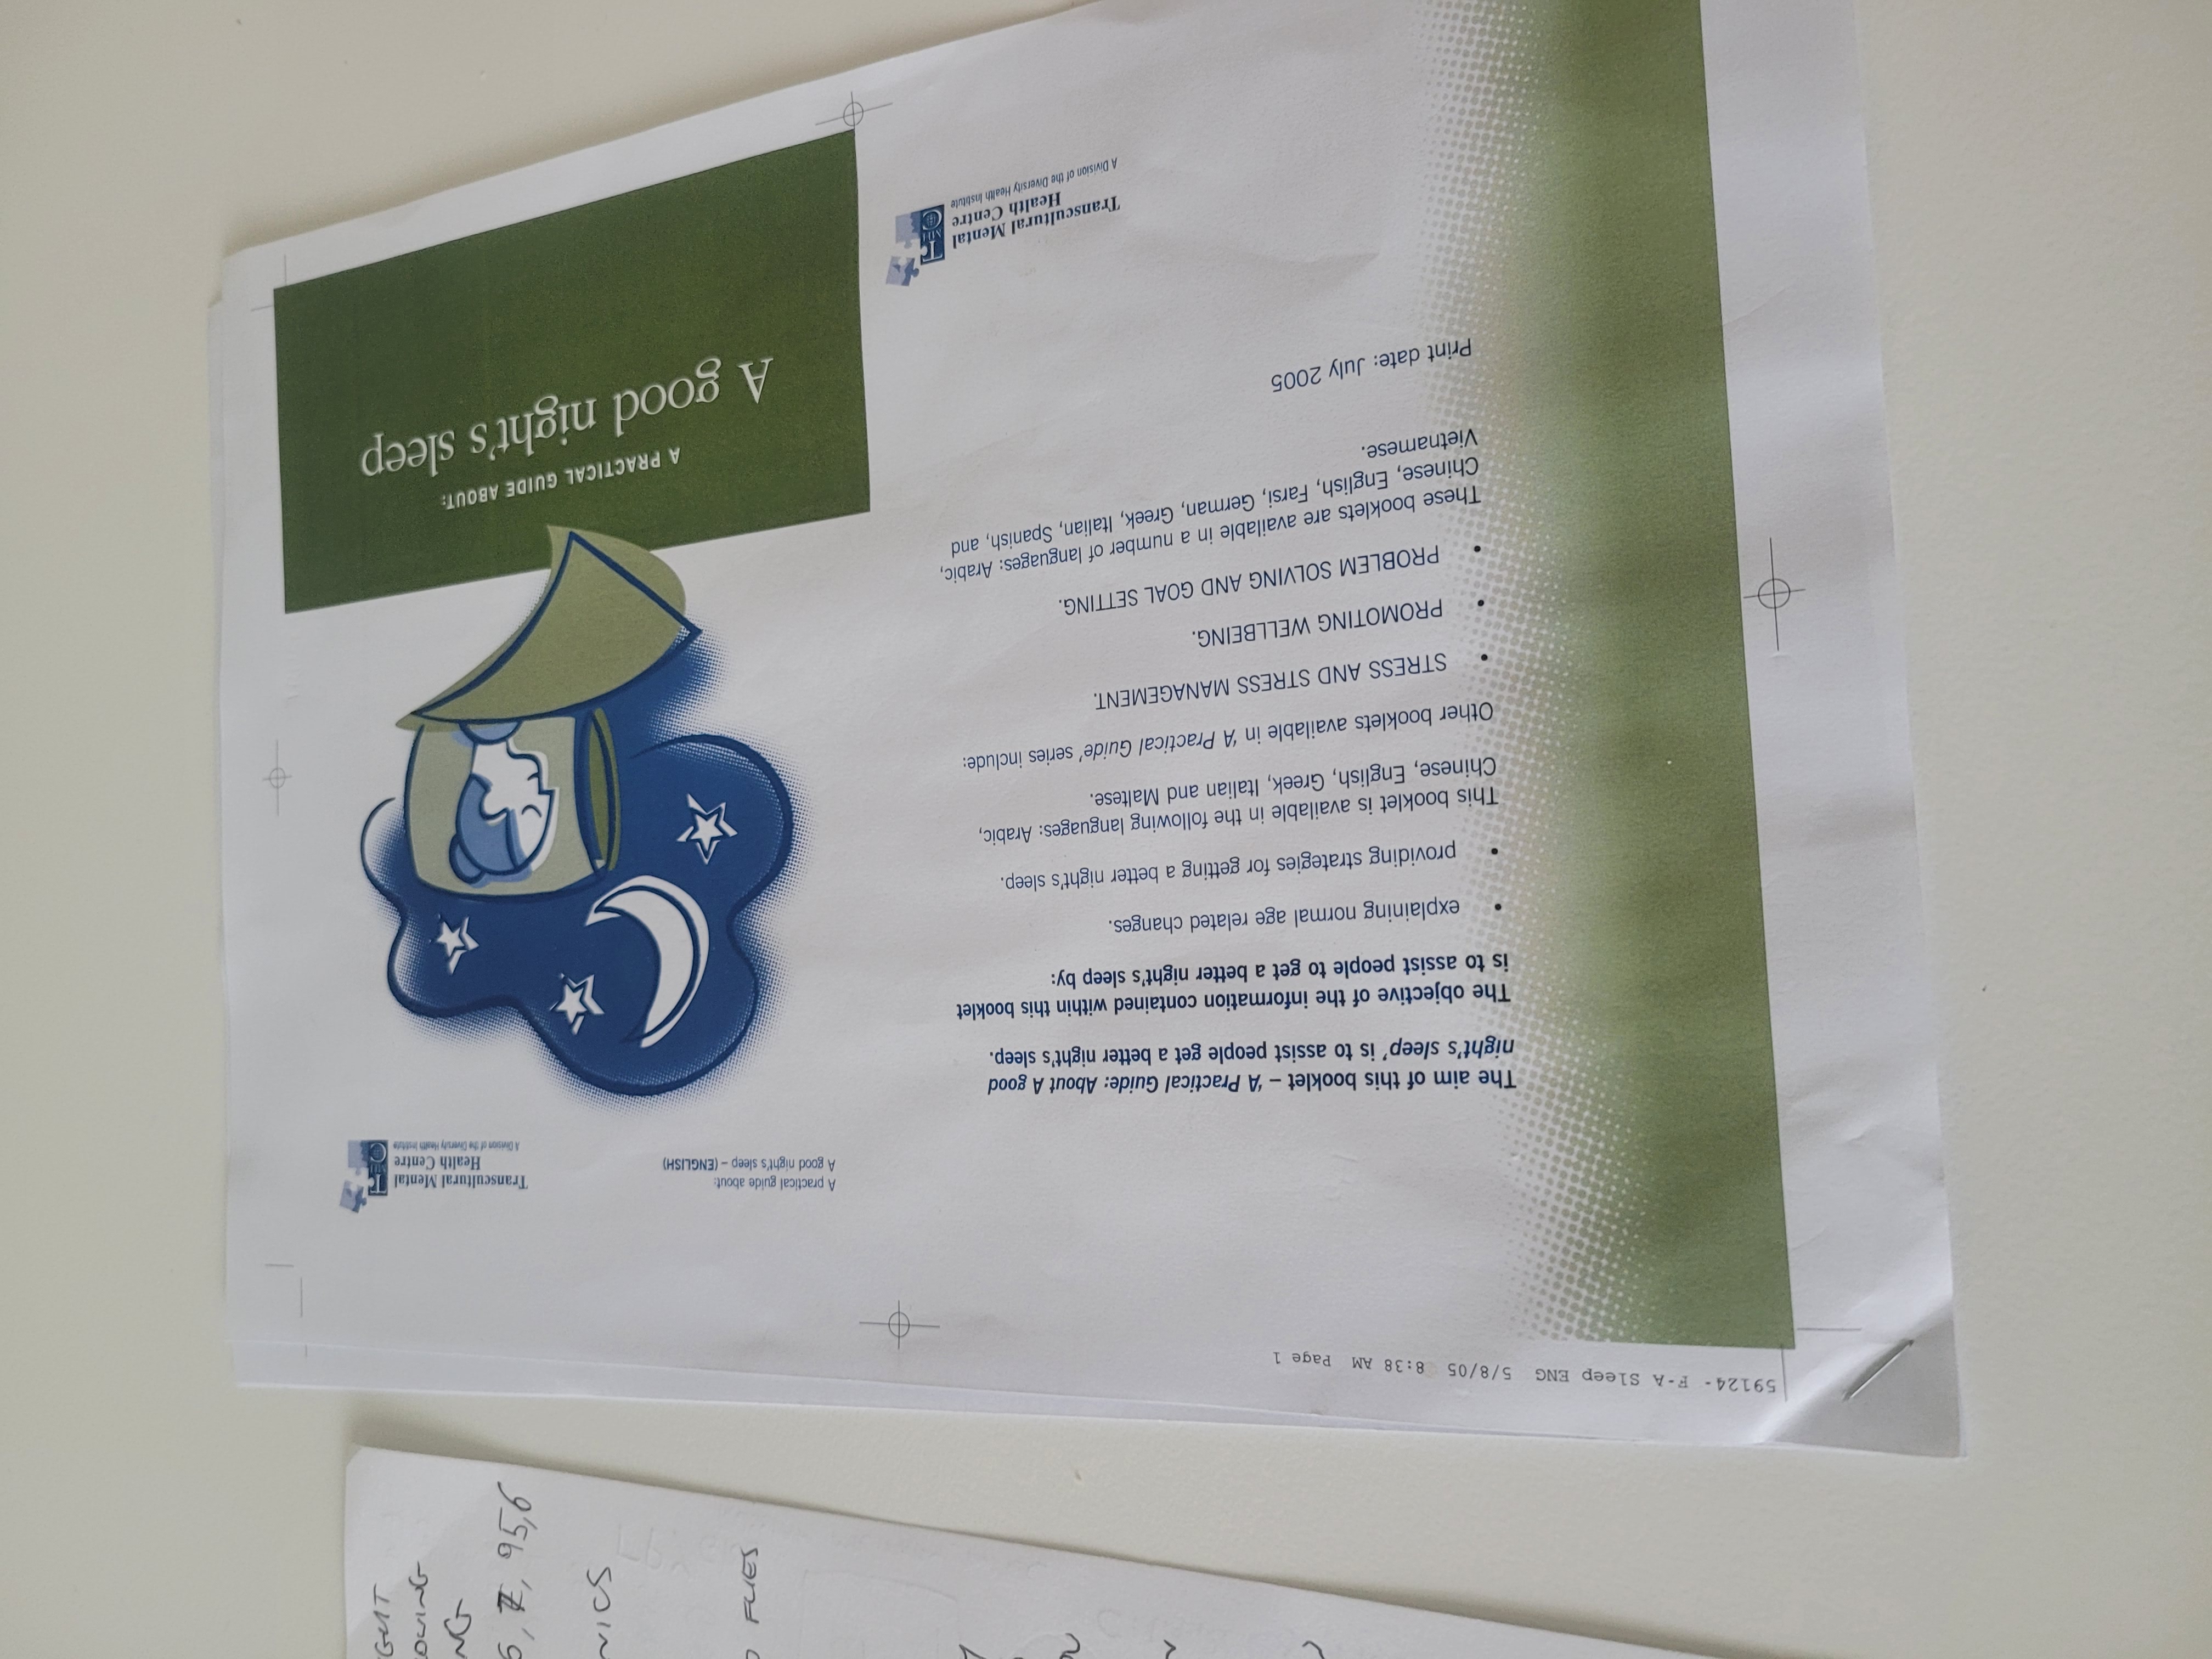 GHT
OWING
NG
6, 7, 95,6
NICS
FLIES
59124- F-A Sleep ENG 5/8/05 8:38 AM Page 1
The aim of this booklet – ‘A Practical Guide: About A good
night’s sleep’ is to assist people get a better night’s sleep.
The objective of the information contained within this booklet
is to assist people to get a better night’s sleep by:
• explaining normal age related changes.
• providing strategies for getting a better night’s sleep.
This booklet is available in the following languages: Arabic,
Chinese, English, Greek, Italian and Maltese.
Other booklets available in ‘A Practical Guide’ series include:
• STRESS AND STRESS MANAGEMENT.
• PROMOTING WELLBEING.
• PROBLEM SOLVING AND GOAL SETTING.
These booklets are available in a number of languages: Arabic,
Chinese, English, Farsi, German, Greek, Italian, Spanish, and
Vietnamese.
Print date: July 2005
Transcultural Mental
Health Centre
A Division of the Diversity Health Institute
TMHC
A practical guide about:
A good night’s sleep – (ENGLISH)
Transcultural Mental
Health Centre
A Division of the Diversity Health Institute
TMHC
A PRACTICAL GUIDE ABOUT:
A good night’s sleep